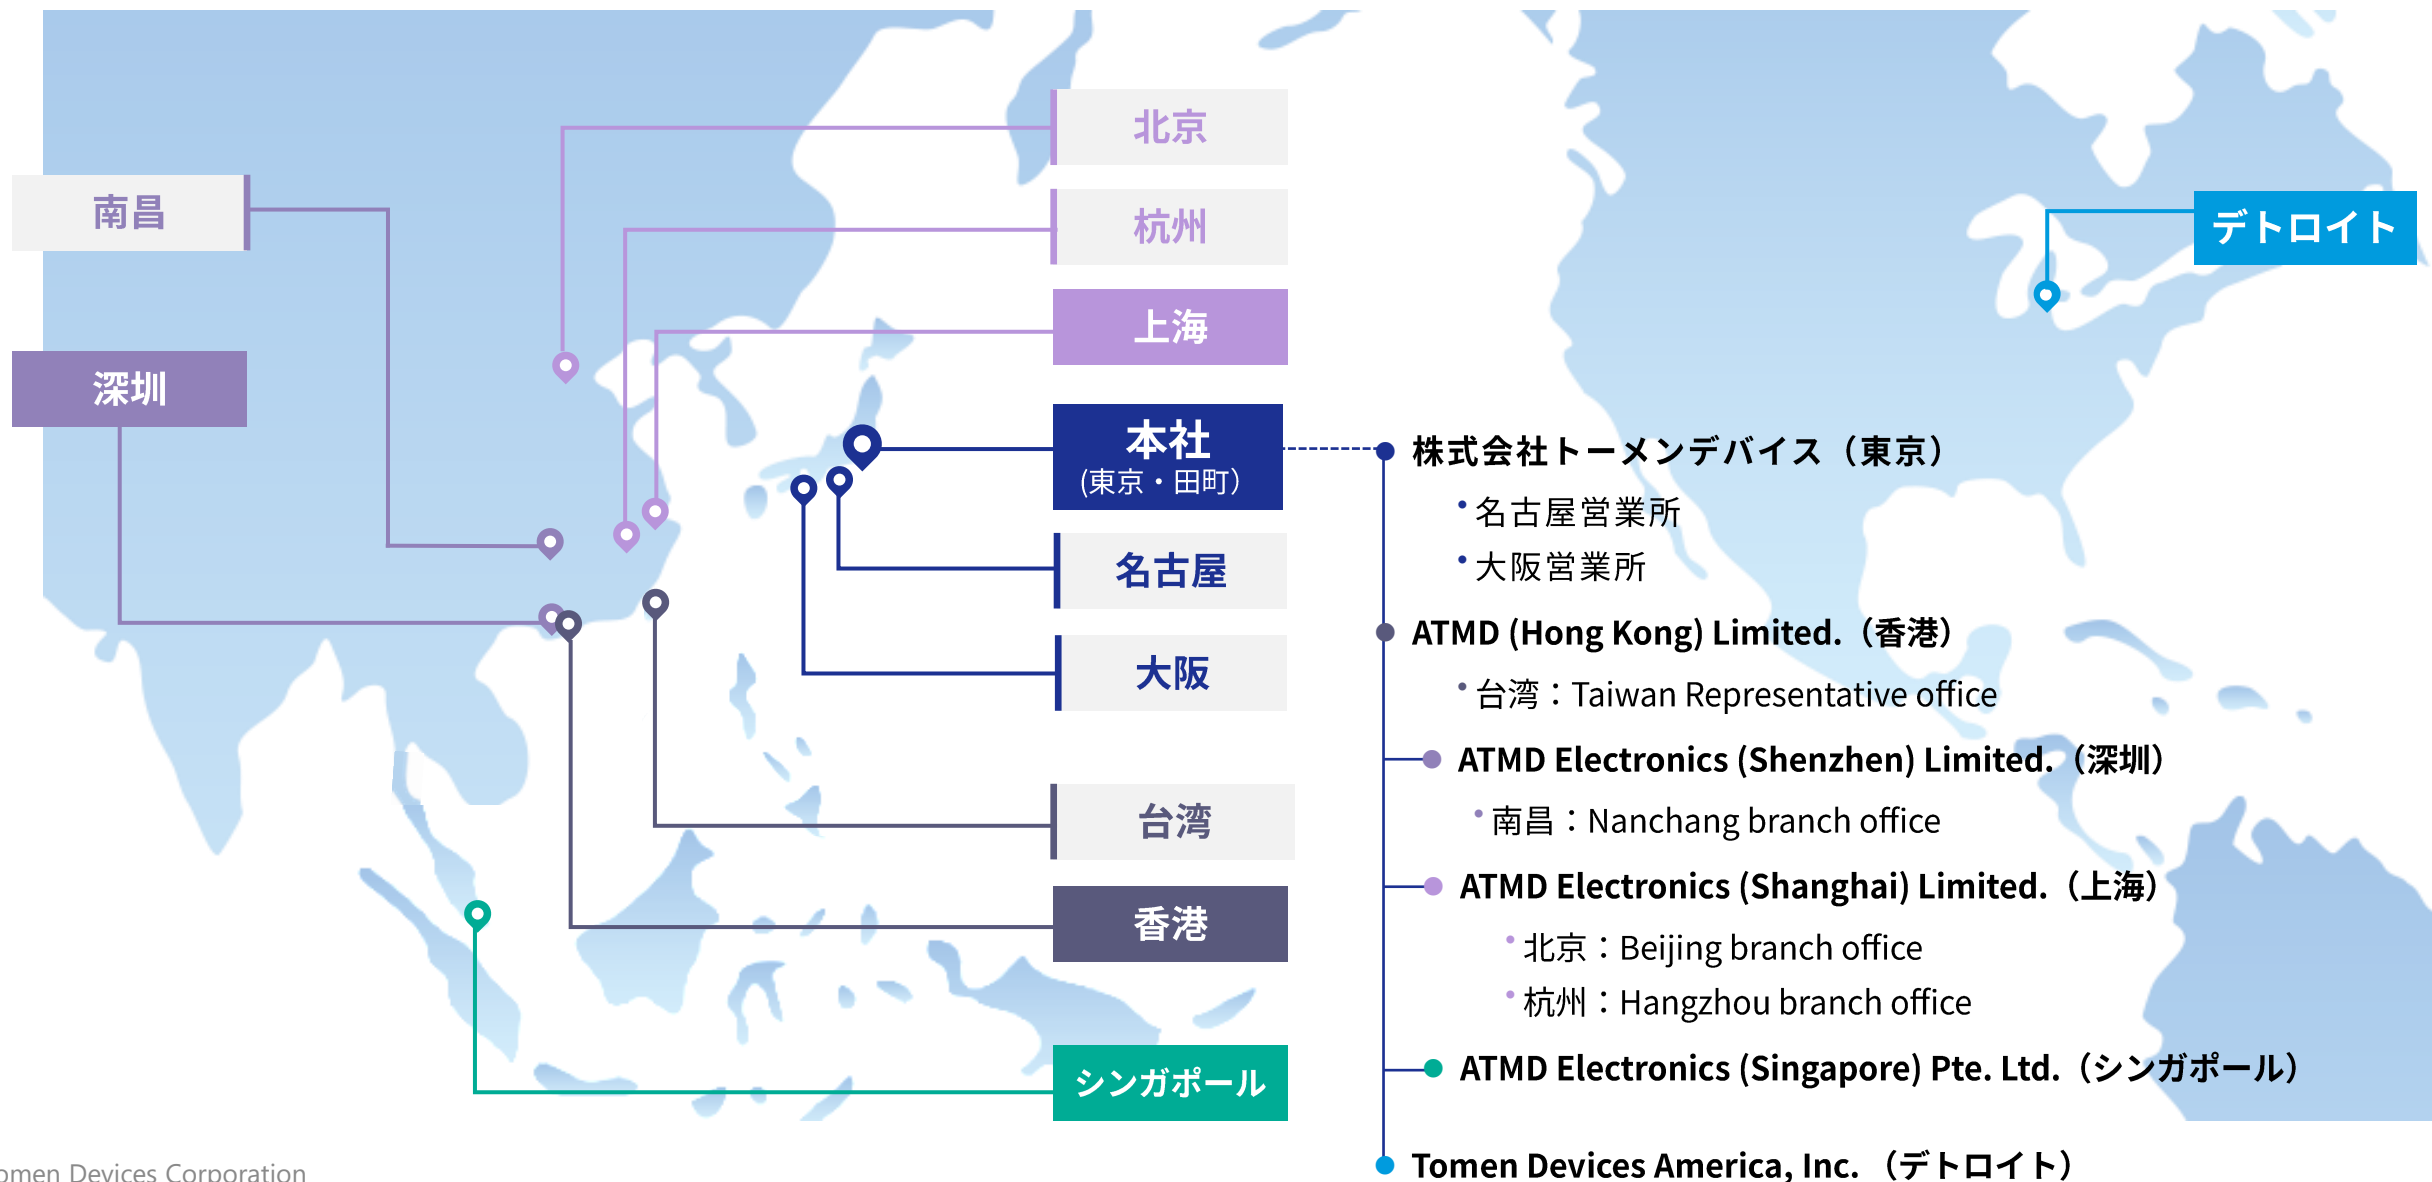 北京
南昌
杭州
デトロイト
上海
深圳
本社
(東京・田町）
株式会社トーメンデバイス（東京）
・名古屋営業所
名古屋
・大阪営業所
大阪
ATMD (Hong Kong) Limited.（香港）
・台湾：Taiwan Representative office
ATMD Electronics (Shenzhen) Limited.（深圳）
台湾
・南昌：Nanchang branch office
香港
ATMD Electronics (Shanghai) Limited.（上海）
・北京：Beijing branch office
・杭州：Hangzhou branch office
シンガポール
ATMD Electronics (Singapore) Pte. Ltd.（シンガポール）
Tomen Devices America, Inc.（デトロイト）
omen Devices Corporation